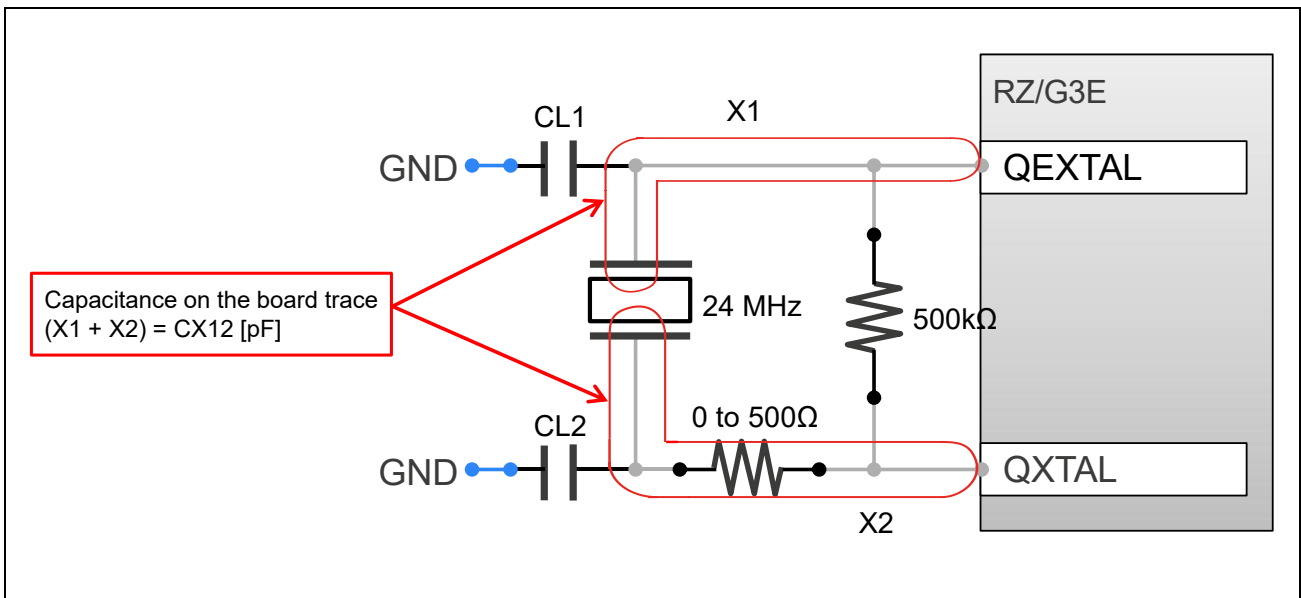 RZ/G3E
X1
CL1
GND
QEXTAL
Capacitance on the board trace
(X1 + X2) = CX12 [pF]
24 MHz
500kΩ
0 to 500Ω
CL2
GND
QXTAL
X2